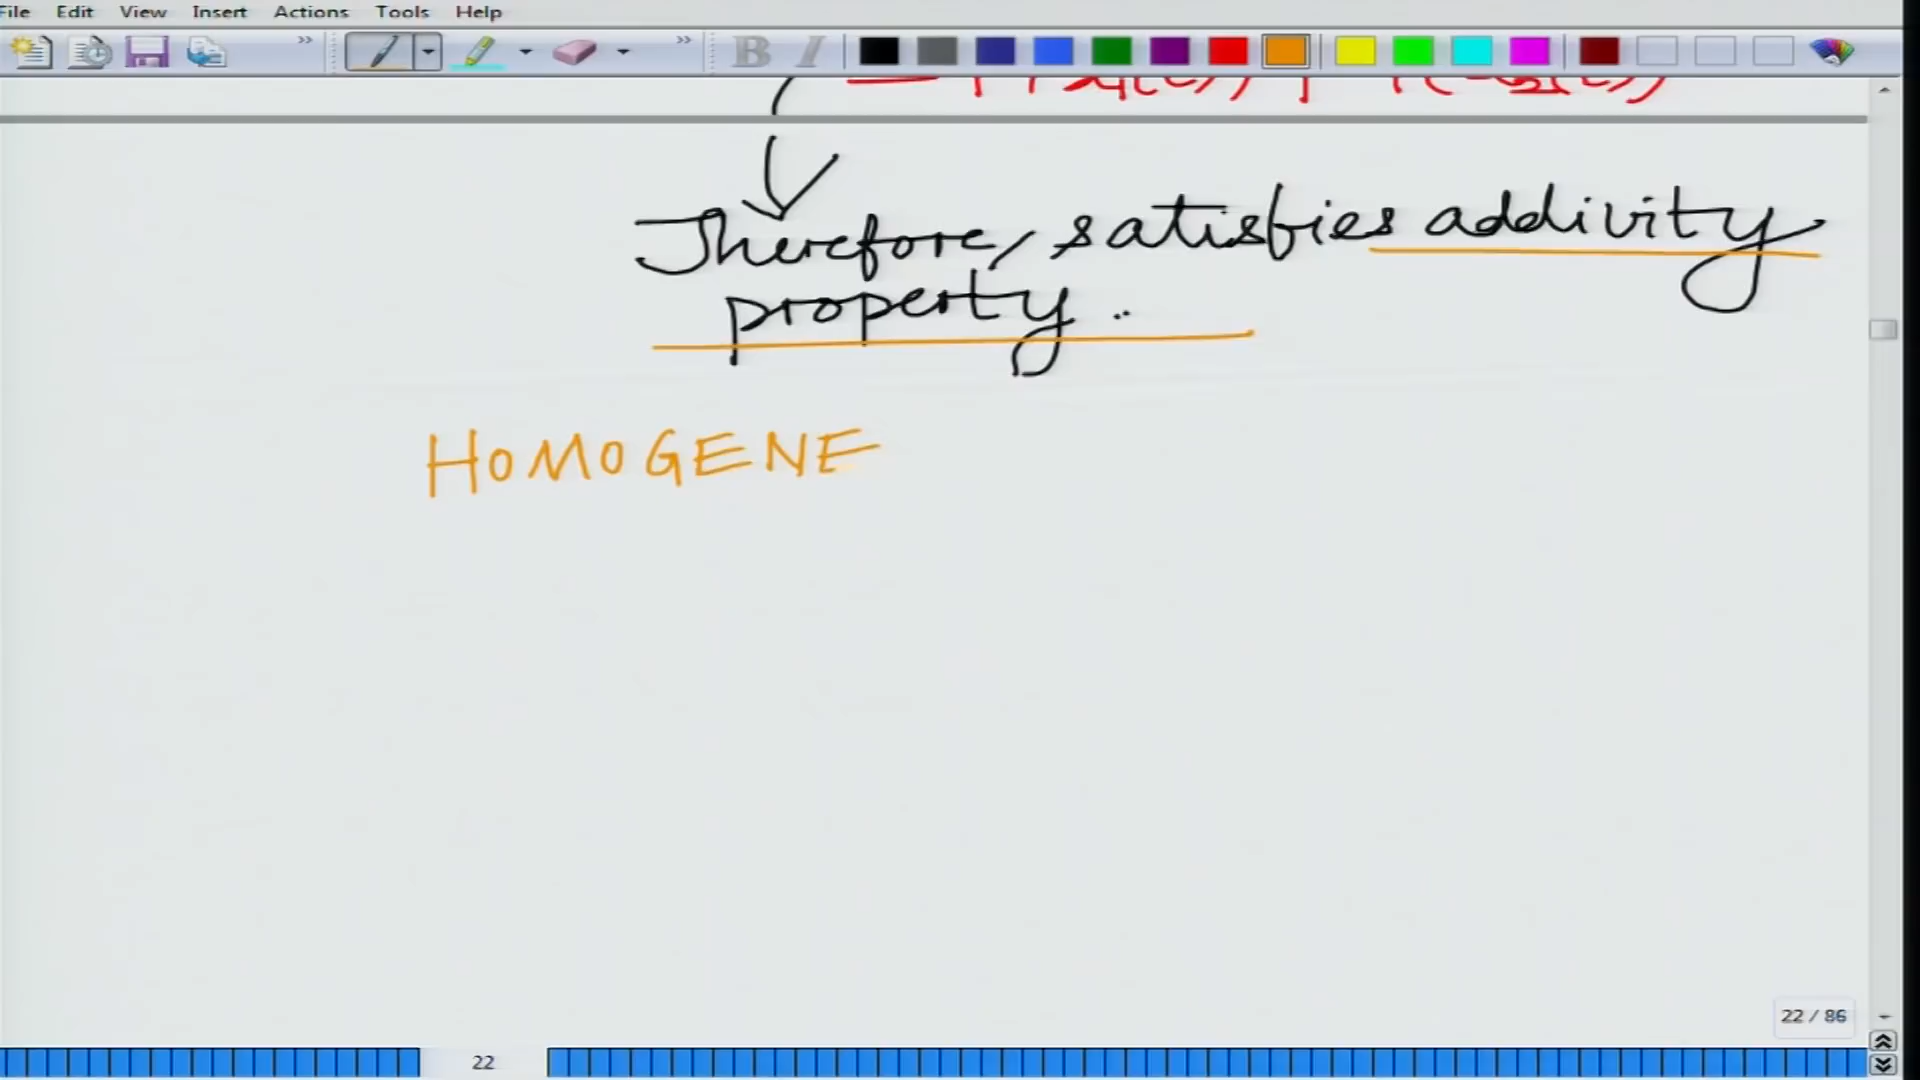 File Edit View Insert Actions Tools Help
B I
Therefore, satisfies addivity
property.
HOMOGENE
22 / 86
22